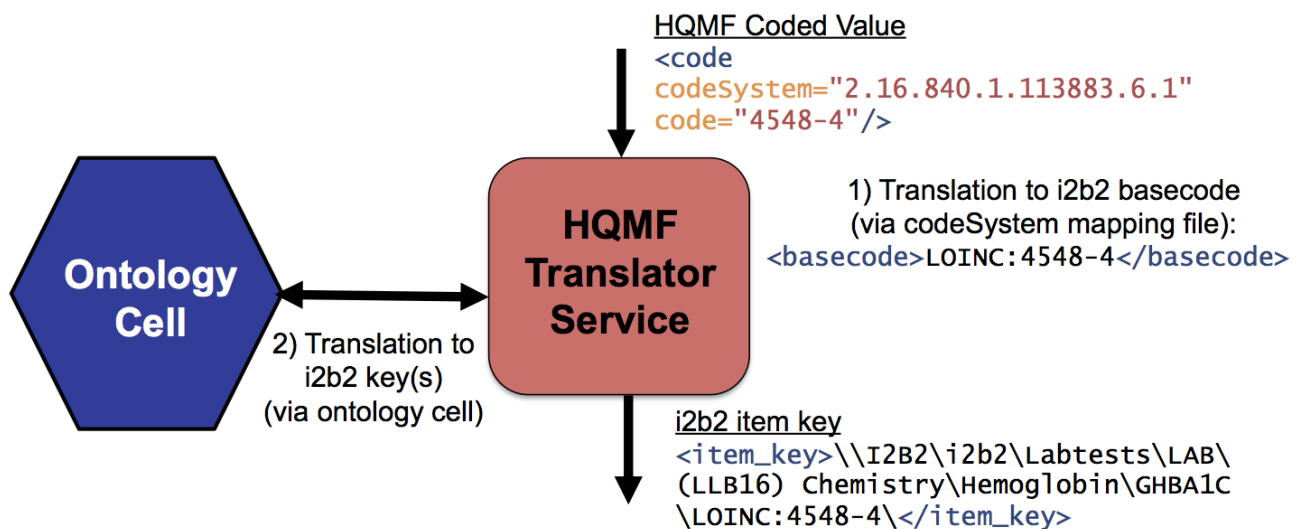 HQMF Coded Value
<code
codeSystem="2.16.840.1.113883.6.1"
code="4548-4"/>
HQMF
Translator
Service
1) Translation to i2b2 basecode
(via codeSystem mapping file):
<basecode>LOINC:4548-4</basecode>
Ontology
Cell
2) Translation to
i2b2 key(s)
(via ontology cell)
i2b2 item key
<item_key>\\I2B2\i2b2\Labtests\LAB\
(LLB16) Chemistry\Hemoglobin\GHBA1C
\LOINC:4548-4\</item_key>